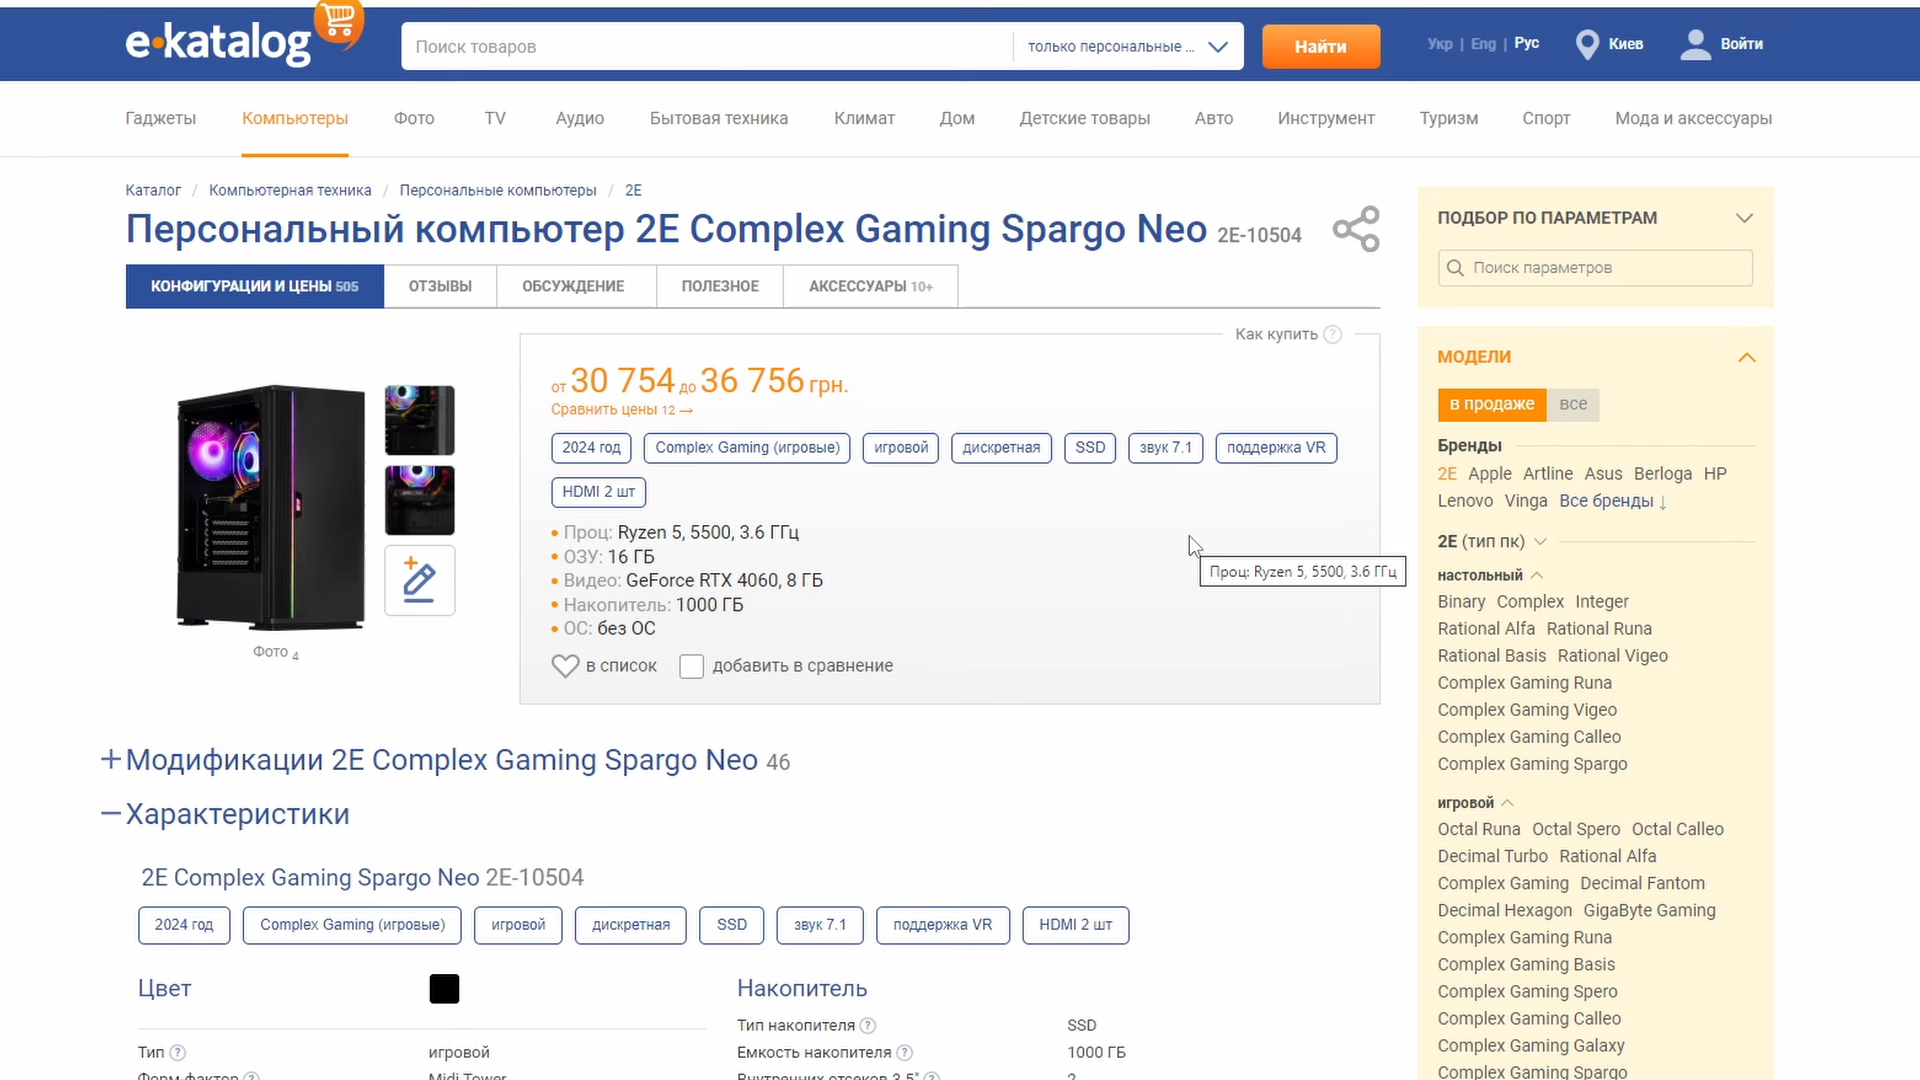 e·katalog
Поиск товаров
только персональные ...
Найти
Укр | Eng | Рус
Киев
Войти
Гаджеты Компьютеры Фото TV Аудио Бытовая техника Климат Дом Детские товары Авто Инструмент Туризм Спорт Мода и аксессуары
Каталог / Компьютерная техника / Персональные компьютеры / 2E
Персональный компьютер 2E Complex Gaming Spargo Neo 2E-10504
КОНФИГУРАЦИИ И ЦЕНЫ 505
ОТЗЫВЫ
ОБСУЖДЕНИЕ
ПОЛЕЗНОЕ
АКСЕССУАРЫ 10+
Фото 4
Как купить ?
от 30 754 до 36 756 грн.
Сравнить цены 12 →
2024 год Complex Gaming (игровые) игровой дискретная SSD звук 7.1 поддержка VR
HDMI 2 шт
• Проц: Ryzen 5, 5500, 3.6 ГГц
• ОЗУ: 16 ГБ
• Видео: GeForce RTX 4060, 8 ГБ
• Накопитель: 1000 ГБ
• ОС: без ОС
Проц: Ryzen 5, 5500, 3.6 ГГц
в список добавить в сравнение
+ Модификации 2E Complex Gaming Spargo Neo 46
— Характеристики
2E Complex Gaming Spargo Neo 2E-10504
2024 год Complex Gaming (игровые) игровой дискретная SSD звук 7.1 поддержка VR HDMI 2 шт
Цвет
Тип ? игровой
Форм-фактор ? Midi Tower
Накопитель
Тип накопителя ? SSD
Емкость накопителя ? 1000 ГБ
Внутренних отсеков 3.5" ? 2
ПОДБОР ПО ПАРАМЕТРАМ
Поиск параметров
МОДЕЛИ
в продаже все
Бренды
2E Apple Artline Asus Berloga HP
Lenovo Vinga Все бренды ↓
2E (тип пк)
настольный
Binary Complex Integer
Rational Alfa Rational Runa
Rational Basis Rational Vigeo
Complex Gaming Runa
Complex Gaming Vigeo
Complex Gaming Calleo
Complex Gaming Spargo
игровой
Octal Runa Octal Spero Octal Calleo
Decimal Turbo Rational Alfa
Complex Gaming Decimal Fantom
Decimal Hexagon GigaByte Gaming
Complex Gaming Runa
Complex Gaming Basis
Complex Gaming Spero
Complex Gaming Calleo
Complex Gaming Galaxy
Complex Gaming Spargo